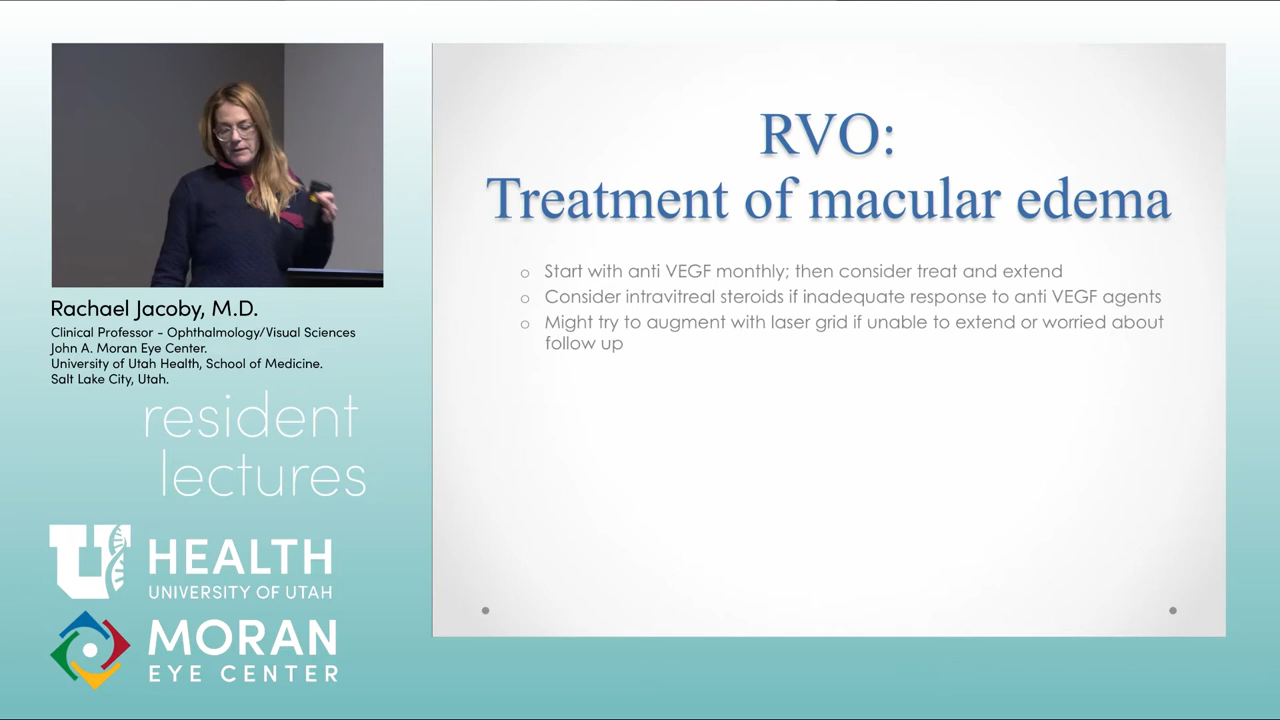 RVO:
Treatment of macular edema
o Start with anti VEGF monthly; then consider treat and extend
o Consider intravitreal steroids if inadequate response to anti VEGF agents
o Might try to augment with laser grid if unable to extend or worried about
follow up
Rachael Jacoby, M.D.
Clinical Professor - Ophthalmology/Visual Sciences
John A. Moran Eye Center.
University of Utah Health, School of Medicine.
Salt Lake City, Utah.
resident
lectures
U HEALTH
UNIVERSITY OF UTAH
MORAN
EYE CENTER